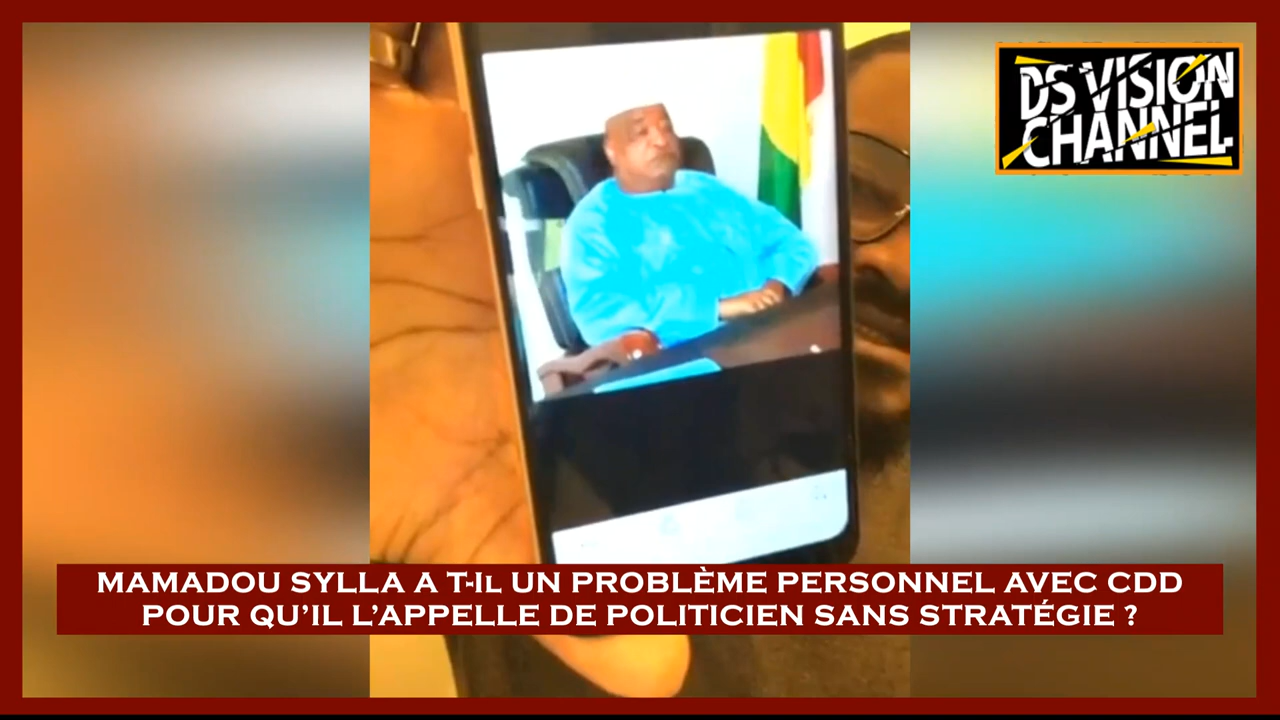 DS VISION
CHANNEL
MAMADOU SYLLA A T-IL UN PROBLÈME PERSONNEL AVEC CDD
POUR QU'IL L'APPELLE DE POLITICIEN SANS STRATÉGIE ?